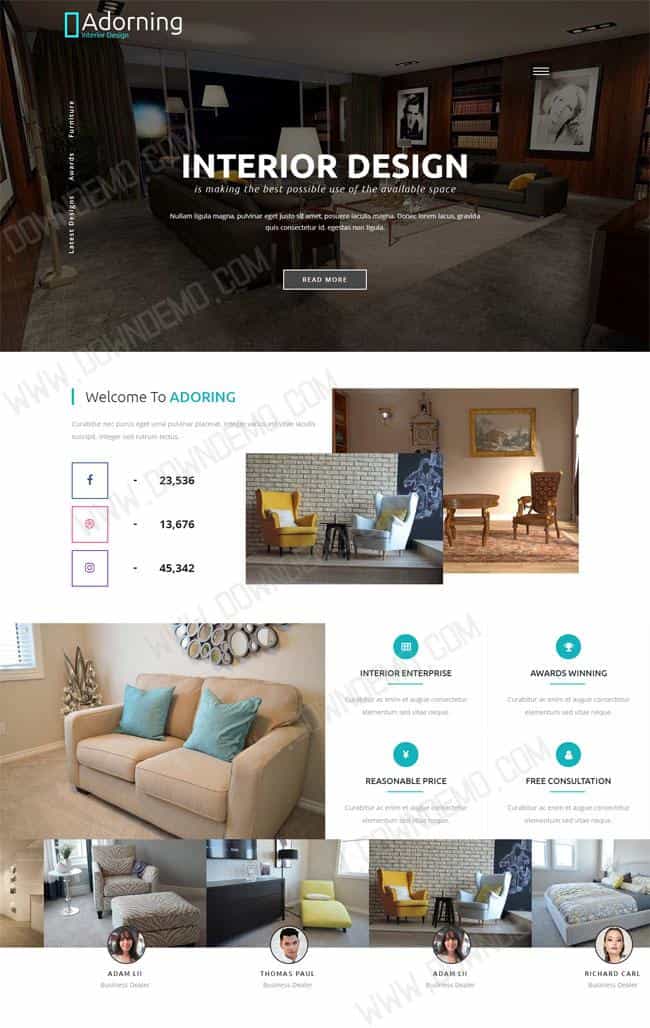 Adorning
Interior Design
Latest Designs Awards Furniture
INTERIOR DESIGN
is making the best possible use of the available space
Nullam ligula magna, pulvinar eget justo sit amet, posuere iaculis magna. Donec lorem lacus, gravida
quis consectetur id, egestas non ligula.
READ MORE
Welcome To ADORING
Curabitur nec purus eget urna pulvinar placerat. Integer varius est vitae iaculis
suscipit. Integer sed rutrum lectus.
- 23,536
- 13,676
- 45,342
INTERIOR ENTERPRISE
Curabitur ac enim et augue consectetur
elementum sed vitae neque.
AWARDS WINNING
Curabitur ac enim et augue consectetur
elementum sed vitae neque.
REASONABLE PRICE
Curabitur ac enim et augue consectetur
elementum sed vitae neque.
FREE CONSULTATION
Curabitur ac enim et augue consectetur
elementum sed vitae neque.
ADAM LII
Business Dealer
THOMAS PAUL
Business Dealer
ADAM LII
Business Dealer
RICHARD CARL
Business Dealer
WWW.DOWNDEMO.COM